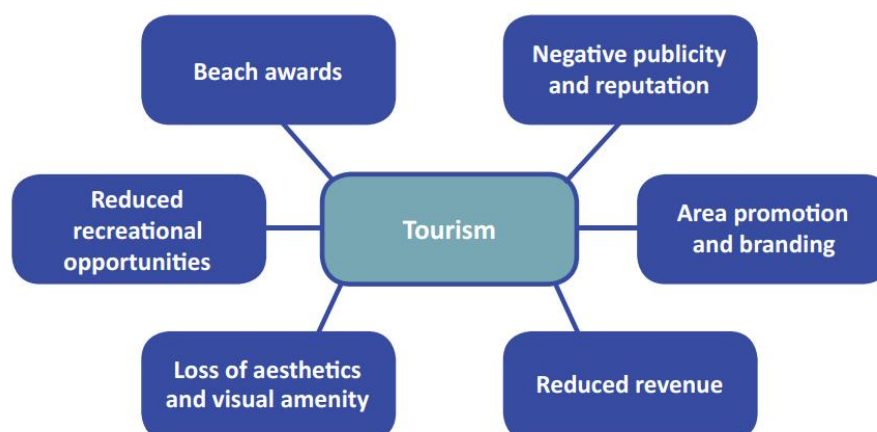 Beach awards
Negative publicity
and reputation
Reduced
recreational
opportunities
Tourism
Area promotion
and branding
Loss of aesthetics
and visual amenity
Reduced revenue